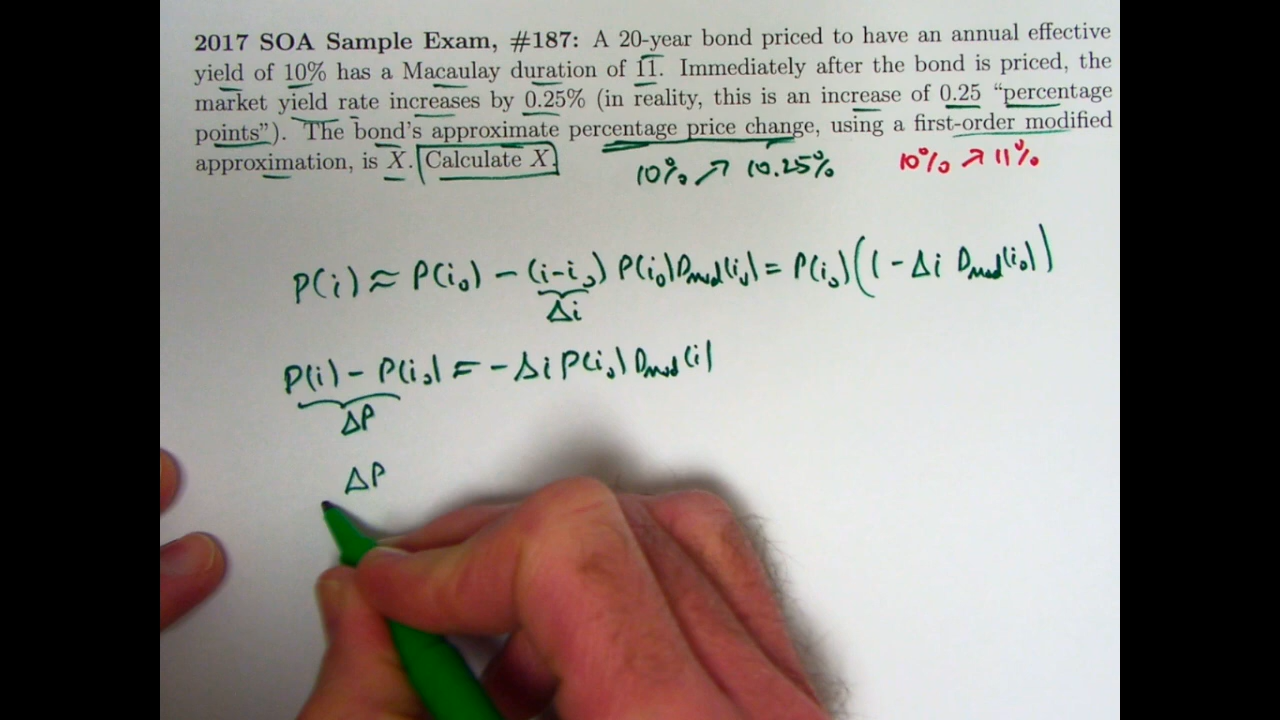 2017 SOA Sample Exam, #187: A 20-year bond priced to have an annual effective
yield of 10% has a Macaulay duration of 11. Immediately after the bond is priced, the
market yield rate increases by 0.25% (in reality, this is an increase of 0.25 “percentage
points”). The bond’s approximate percentage price change, using a first-order modified
approximation, is X. Calculate X.
10% ↗ 10.25% 10% ↗ 11%
P(i) ≈ P(i₀) - (i-i₀) P(i₀) Dmod(i₀) = P(i₀)(1 - Δi Dmod(i₀))
Δi
P(i) - P(i₀) = - Δi P(i₀) Dmod(i)
ΔP
ΔP